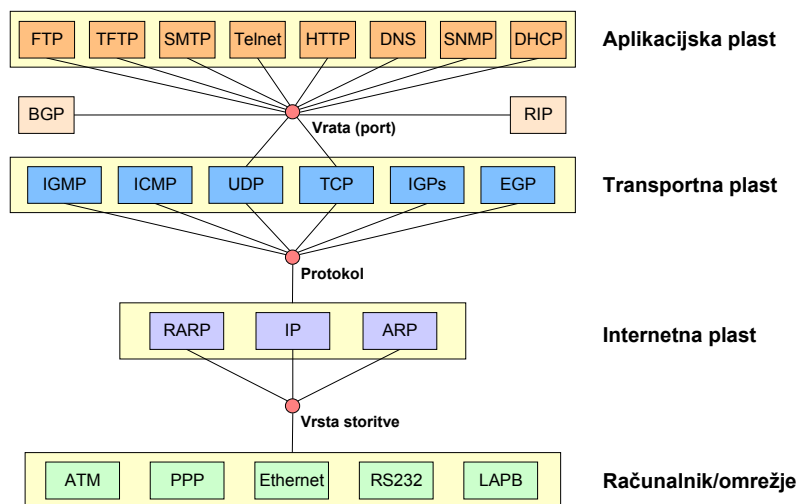 FTP TFTP SMTP Telnet HTTP DNS SNMP DHCP Aplikacijska plast
BGP RIP
Vrata (port)
IGMP ICMP UDP TCP IGPs EGP Transportna plast
Protokol
RARP IP ARP Internetna plast
Vrsta storitve
ATM PPP Ethernet RS232 LAPB Računalnik/omrežje